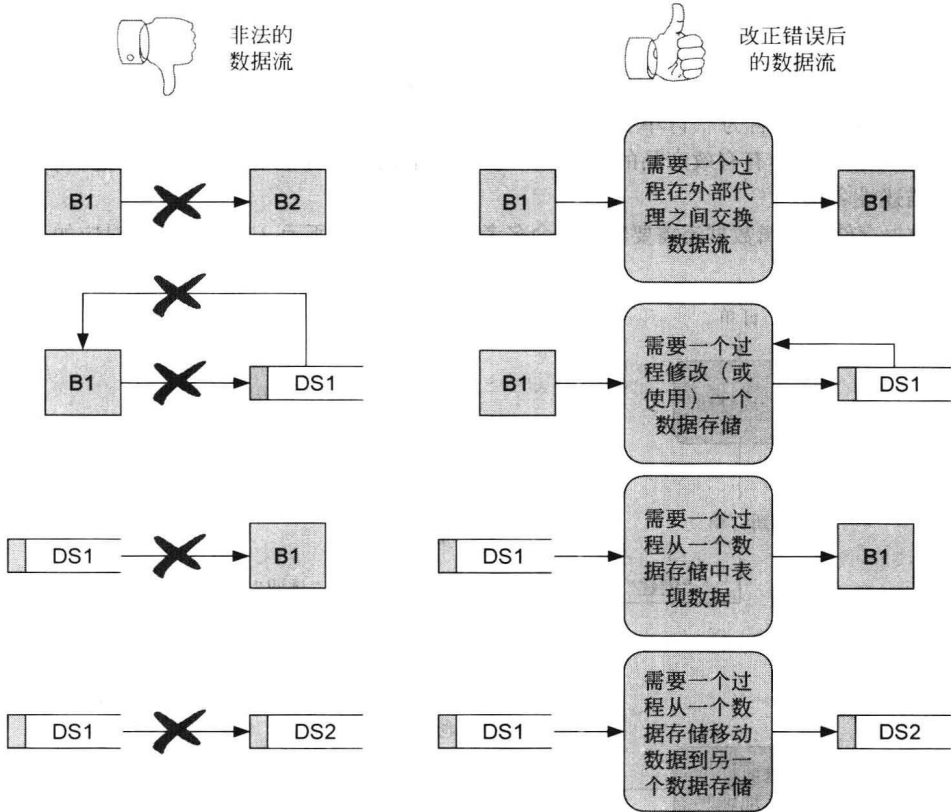 非法的
数据流
改正错误后
的数据流
B1
B2
B1
需要一个过
程在外部代
理之间交换
数据流
B1
B1
DS1
B1
需要一个过
程修改（或
使用）一个
数据存储
DS1
DS1
B1
DS1
需要一个过
程从一个数
据存储中表
现数据
B1
DS1
DS2
DS1
需要一个过
程从一个数
据存储移动
数据到另一
个数据存储
DS2